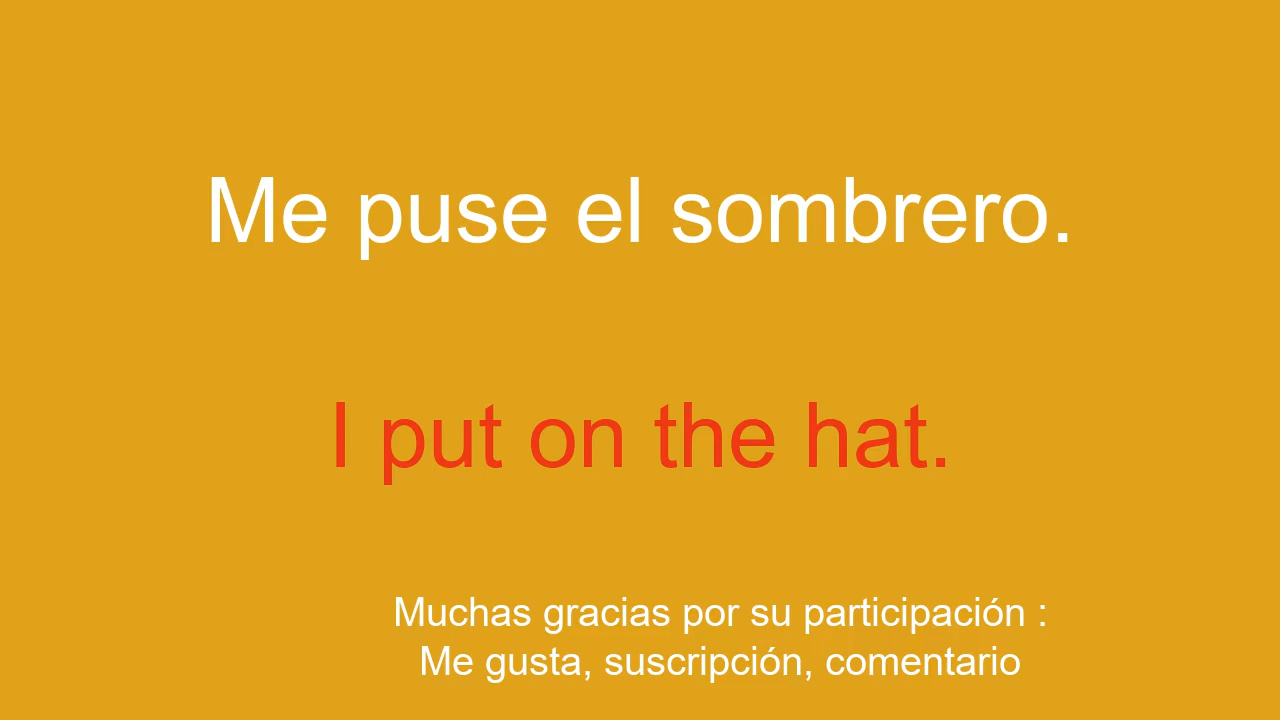 Me puse el sombrero.
I put on the hat.
Muchas gracias por su participación :
Me gusta, suscripción, comentario